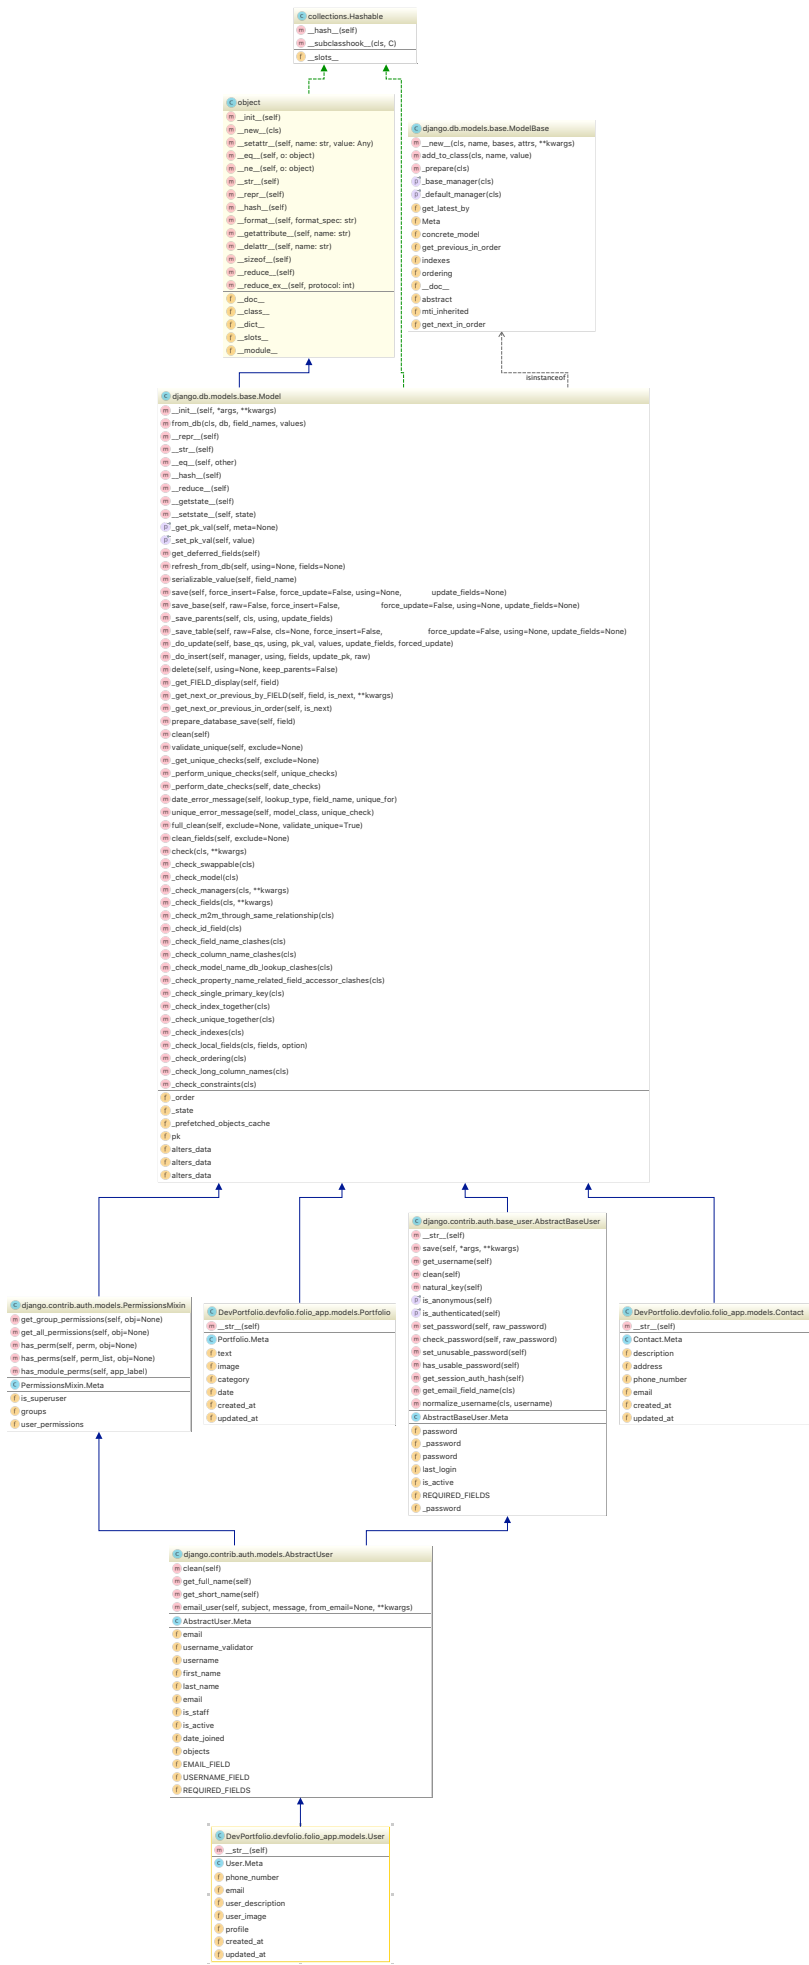 collections.Hashable
__hash__(self)
__subclasshook__(cls, C)
__slots__
object
__init__(self)
__new__(cls)
__setattr__(self, name: str, value: Any)
__eq__(self, o: object)
__ne__(self, o: object)
__str__(self)
__repr__(self)
__hash__(self)
__format__(self, format_spec: str)
__getattribute__(self, name: str)
__delattr__(self, name: str)
__sizeof__(self)
__reduce__(self)
__reduce_ex__(self, protocol: int)
__doc__
__class__
__dict__
__slots__
__module__
django.db.models.base.ModelBase
__new__(cls, name, bases, attrs, **kwargs)
add_to_class(cls, name, value)
_prepare(cls)
_base_manager(cls)
_default_manager(cls)
get_latest_by
Meta
concrete_model
get_previous_in_order
indexes
ordering
__doc__
abstract
mti_inherited
get_next_in_order
isinstanceof
django.db.models.base.Model
__init__(self, *args, **kwargs)
from_db(cls, db, field_names, values)
__repr__(self)
__str__(self)
__eq__(self, other)
__hash__(self)
__reduce__(self)
__getstate__(self)
__setstate__(self, state)
_get_pk_val(self, meta=None)
_set_pk_val(self, value)
get_deferred_fields(self)
refresh_from_db(self, using=None, fields=None)
serializable_value(self, field_name)
save(self, force_insert=False, force_update=False, using=None, update_fields=None)
save_base(self, raw=False, force_insert=False, force_update=False, using=None, update_fields=None)
_save_parents(self, cls, using, update_fields)
_save_table(self, raw=False, cls=None, force_insert=False, force_update=False, using=None, update_fields=None)
_do_update(self, base_qs, using, pk_val, values, update_fields, forced_update)
_do_insert(self, manager, using, fields, update_pk, raw)
delete(self, using=None, keep_parents=False)
_get_FIELD_display(self, field)
_get_next_or_previous_by_FIELD(self, field, is_next, **kwargs)
_get_next_or_previous_in_order(self, is_next)
prepare_database_save(self, field)
clean(self)
validate_unique(self, exclude=None)
_get_unique_checks(self, exclude=None)
_perform_unique_checks(self, unique_checks)
_perform_date_checks(self, date_checks)
date_error_message(self, lookup_type, field_name, unique_for)
unique_error_message(self, model_class, unique_check)
full_clean(self, exclude=None, validate_unique=True)
clean_fields(self, exclude=None)
check(cls, **kwargs)
_check_swappable(cls)
_check_model(cls)
_check_managers(cls, **kwargs)
_check_fields(cls, **kwargs)
_check_m2m_through_same_relationship(cls)
_check_id_field(cls)
_check_field_name_clashes(cls)
_check_column_name_clashes(cls)
_check_model_name_db_lookup_clashes(cls)
_check_property_name_related_field_accessor_clashes(cls)
_check_single_primary_key(cls)
_check_index_together(cls)
_check_unique_together(cls)
_check_indexes(cls)
_check_local_fields(cls, fields, option)
_check_ordering(cls)
_check_long_column_names(cls)
_check_constraints(cls)
_order
_state
_prefetched_objects_cache
pk
alters_data
alters_data
alters_data
django.contrib.auth.models.PermissionsMixin
get_group_permissions(self, obj=None)
get_all_permissions(self, obj=None)
has_perm(self, perm, obj=None)
has_perms(self, perm_list, obj=None)
has_module_perms(self, app_label)
PermissionsMixin.Meta
is_superuser
groups
user_permissions
DevPortfolio.devfolio.folio_app.models.Portfolio
__str__(self)
Portfolio.Meta
text
image
category
date
created_at
updated_at
django.contrib.auth.base_user.AbstractBaseUser
__str__(self)
save(self, *args, **kwargs)
get_username(self)
clean(self)
natural_key(self)
is_anonymous(self)
is_authenticated(self)
set_password(self, raw_password)
check_password(self, raw_password)
set_unusable_password(self)
has_usable_password(self)
get_session_auth_hash(self)
get_email_field_name(cls)
normalize_username(cls, username)
AbstractBaseUser.Meta
password
_password
password
last_login
is_active
REQUIRED_FIELDS
_password
DevPortfolio.devfolio.folio_app.models.Contact
__str__(self)
Contact.Meta
description
address
phone_number
email
created_at
updated_at
django.contrib.auth.models.AbstractUser
clean(self)
get_full_name(self)
get_short_name(self)
email_user(self, subject, message, from_email=None, **kwargs)
AbstractUser.Meta
email
username_validator
username
first_name
last_name
email
is_staff
is_active
date_joined
objects
EMAIL_FIELD
USERNAME_FIELD
REQUIRED_FIELDS
DevPortfolio.devfolio.folio_app.models.User
__str__(self)
User.Meta
phone_number
email
user_description
user_image
profile
created_at
updated_at